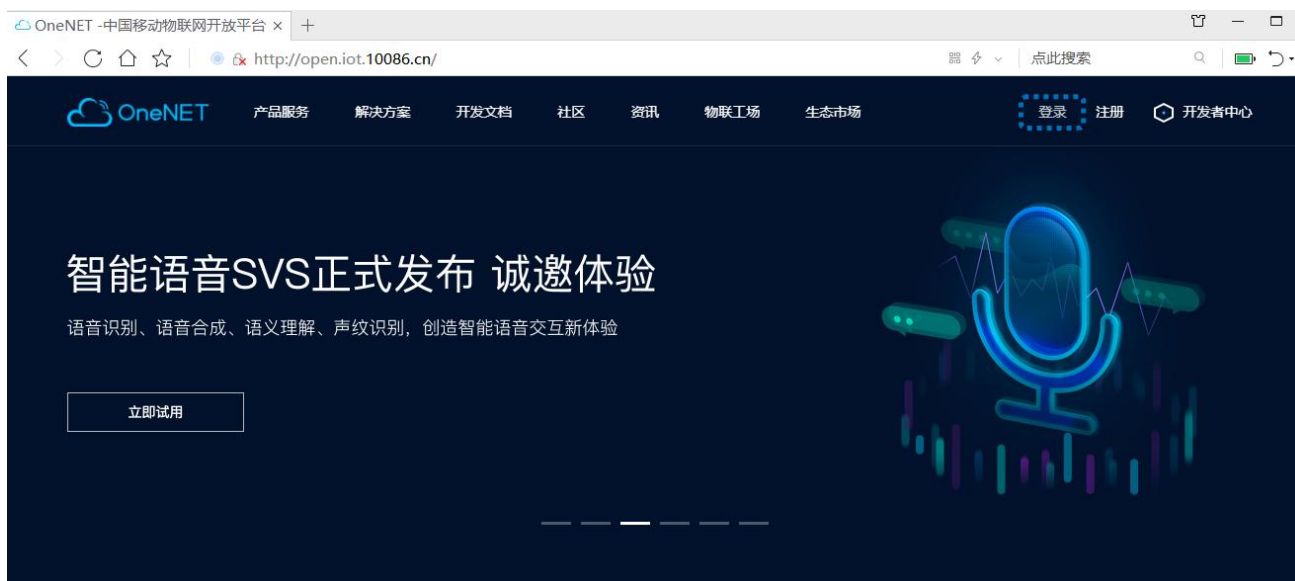 OneNET -中国移动物联网开放平台
http://open.iot.10086.cn/ 点此搜索
OneNET 产品服务 解决方案 开发文档 社区 资讯 物联工场 生态市场 登录 注册 开发者中心
智能语音SVS正式发布 诚邀体验
语音识别、语音合成、语义理解、声纹识别，创造智能语音交互新体验
立即试用